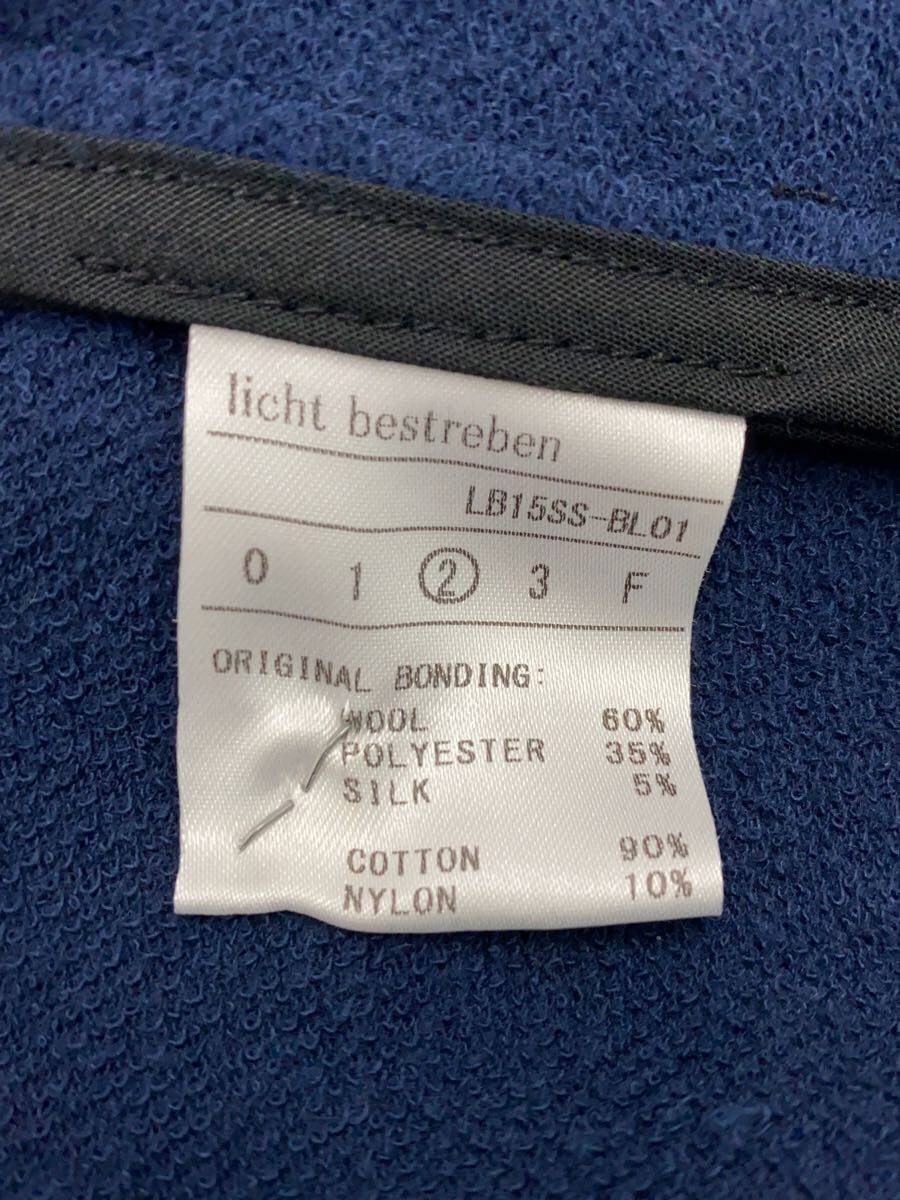 licht bestreben
LB15SS-BL01
0 1 2 3 F
ORIGINAL BONDING:
WOOL 60%
POLYESTER 35%
SILK 5%
COTTON 90%
NYLON 10%